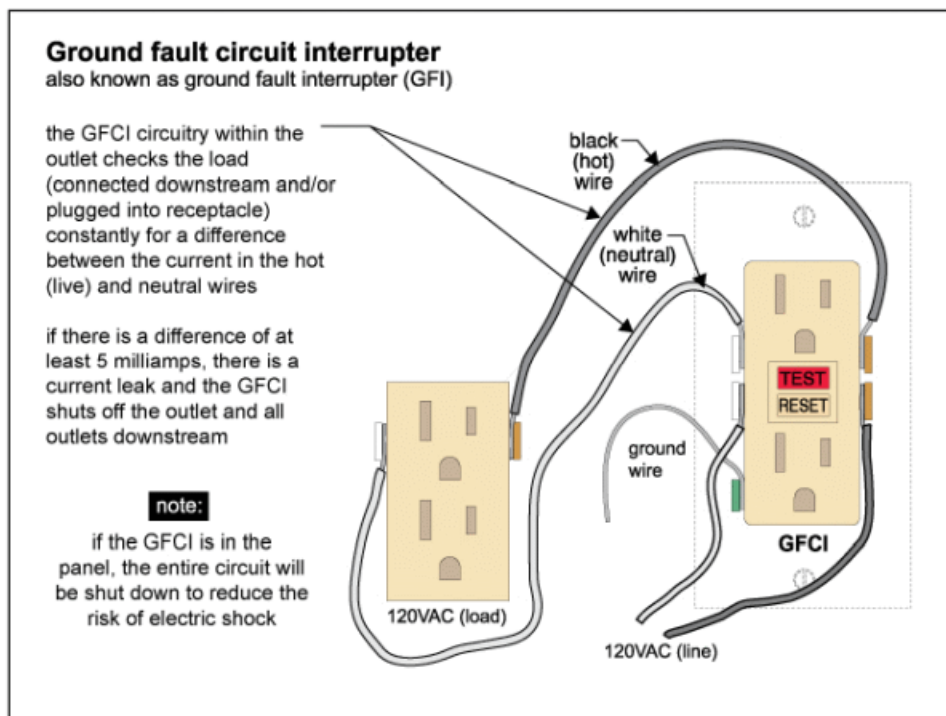 Ground fault circuit interrupter
also known as ground fault interrupter (GFI)
the GFCI circuitry within the
outlet checks the load
(connected downstream and/or
plugged into receptacle)
constantly for a difference
between the current in the hot
(live) and neutral wires
if there is a difference of at
least 5 milliamps, there is a
current leak and the GFCI
shuts off the outlet and all
outlets downstream
note:
if the GFCI is in the
panel, the entire circuit will
be shut down to reduce the
risk of electric shock
black
(hot)
wire
white
(neutral)
wire
TEST
RESET
ground
wire
GFCI
120VAC (load)
120VAC (line)